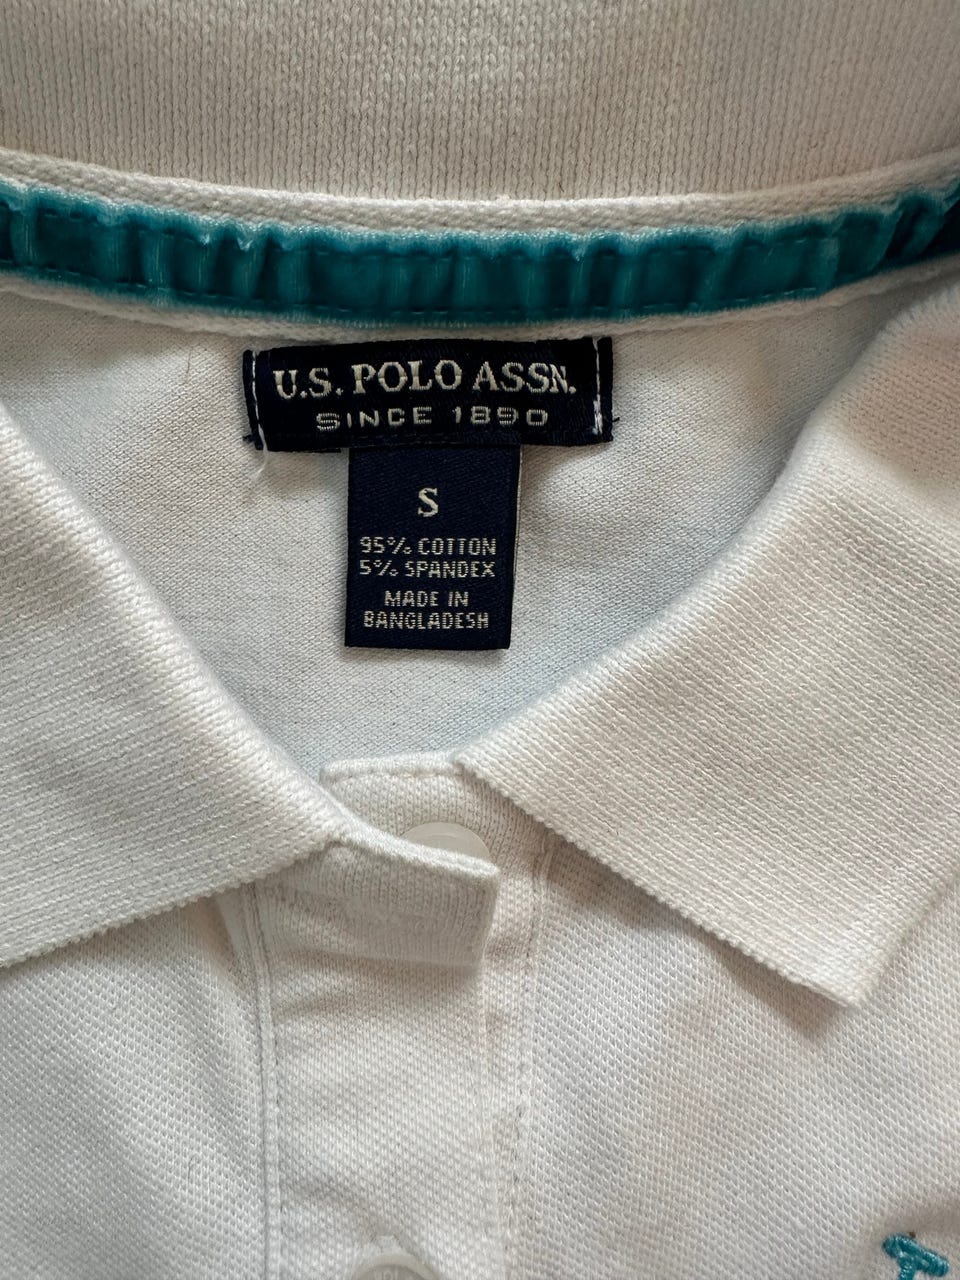 U.S. POLO ASSN.
SINCE 1890
S
95% COTTON
5% SPANDEX
MADE IN
BANGLADESH